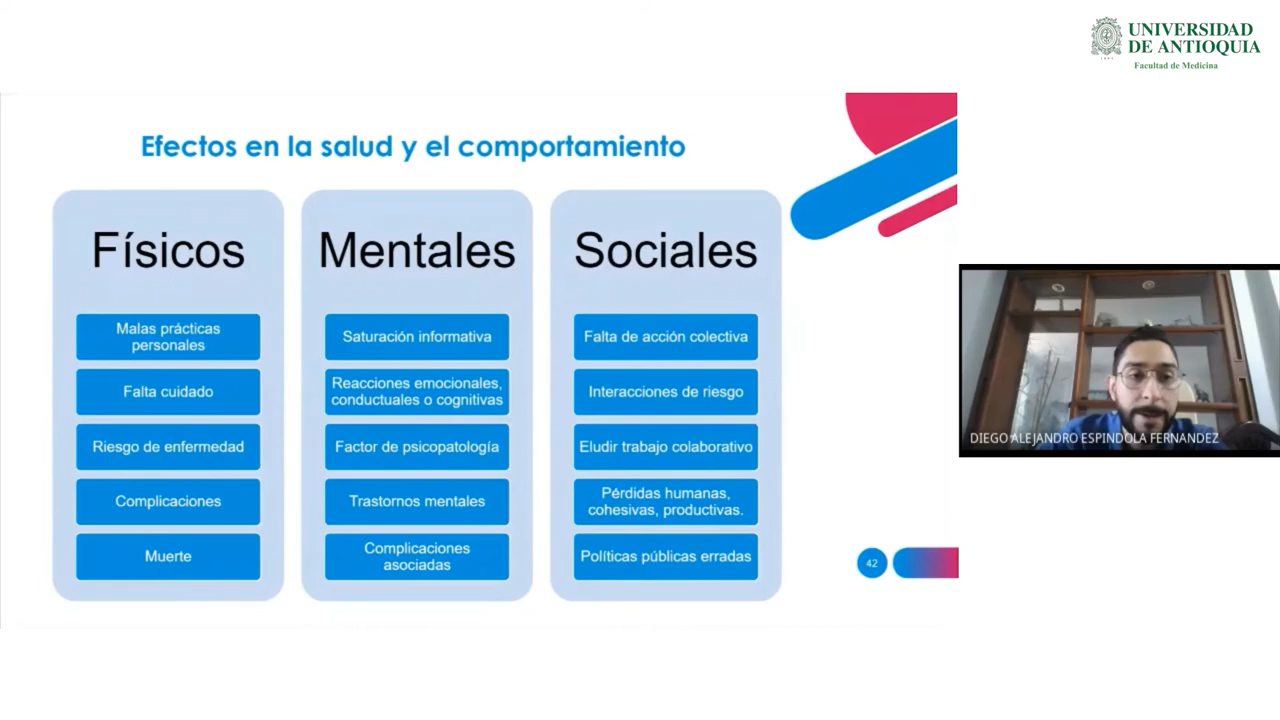 UNIVERSIDAD
DE ANTIOQUIA
Facultad de Medicina
Efectos en la salud y el comportamiento
Físicos
Malas prácticas
personales
Falta cuidado
Riesgo de enfermedad
Complicaciones
Muerte
Mentales
Saturación informativa
Reacciones emocionales,
conductuales o cognitivas
Factor de psicopatología
Trastornos mentales
Complicaciones
asociadas
Sociales
Falta de acción colectiva
Interacciones de riesgo
Eludir trabajo colaborativo
Pérdidas humanas,
cohesivas, productivas.
Políticas públicas erradas
42
DIEGO ALEJANDRO ESPINDOLA FERNANDEZ